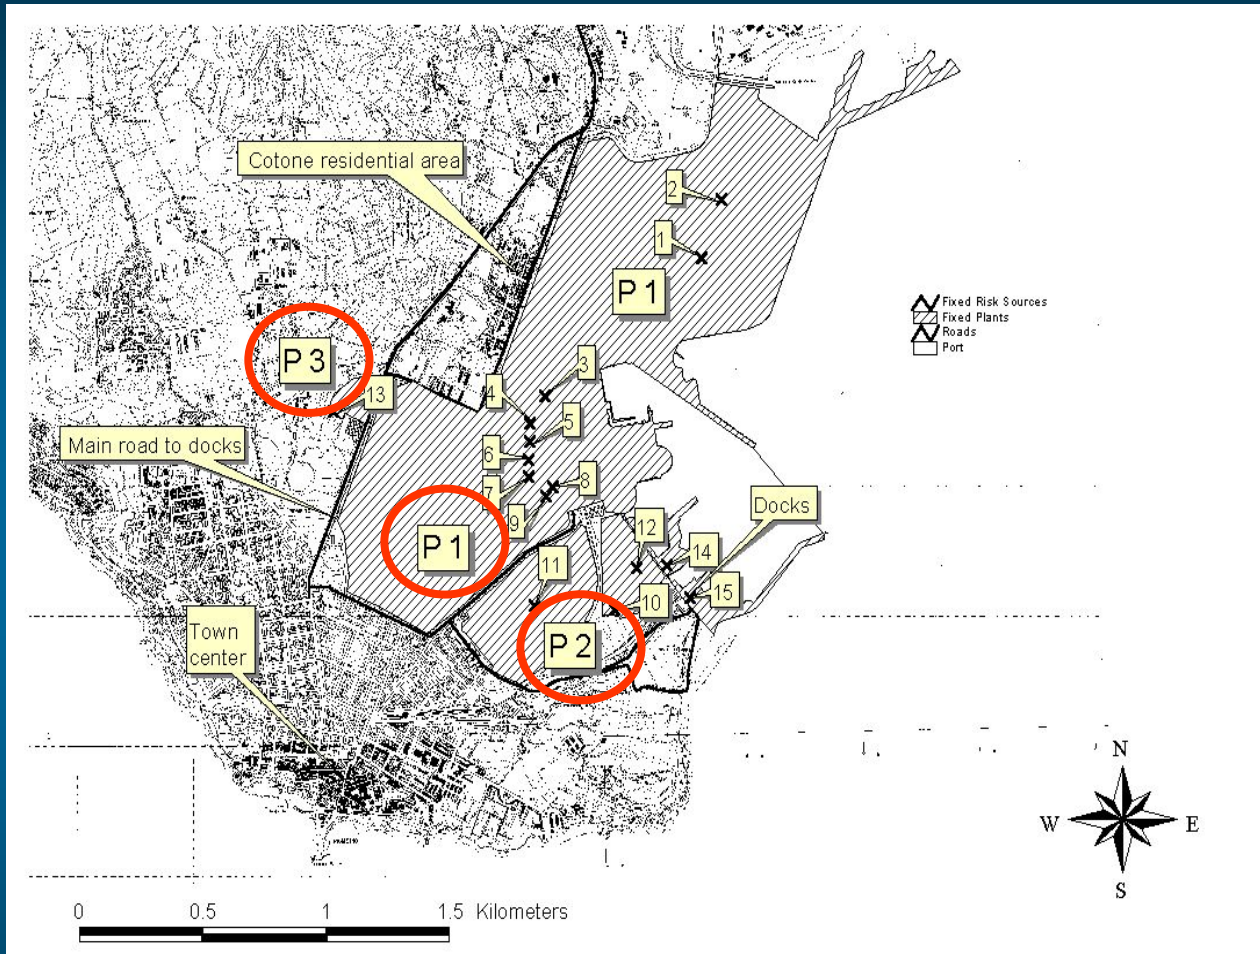 Cotone residential area
2
1
P 1
Fixed Risk Sources
Fixed Plants
Roads
Port
P 3
3
13
4
5
Main road to docks
6
8
7
Docks
9
12
P 1
14
11
15
10
Town
center
P 2
N
W
E
S
0
0.5
1
1.5 Kilometers